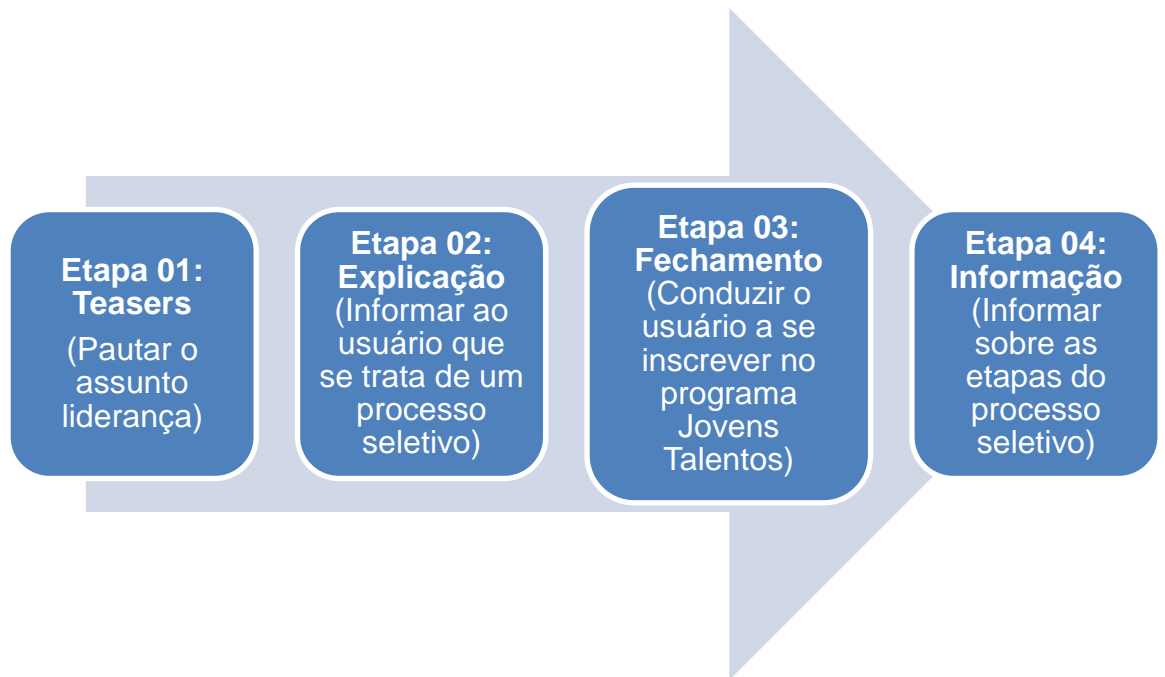 Etapa 01:
Teasers
(Pautar o
assunto
liderança)
Etapa 02:
Explicação
(Informar ao
usuário que
se trata de um
processo
seletivo)
Etapa 03:
Fechamento
(Conduzir o
usuário a se
inscrever no
programa
Jovens
Talentos)
Etapa 04:
Informação
(Informar
sobre as
etapas do
processo
seletivo)